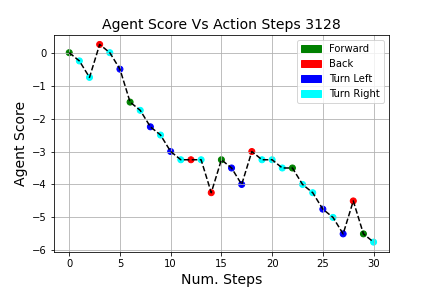 Agent Score Vs Action Steps 3128
Agent Score
0
−1
−2
−3
−4
−5
−6
Forward
Back
Turn Left
Turn Right
0 5 10 15 20 25 30
Num. Steps